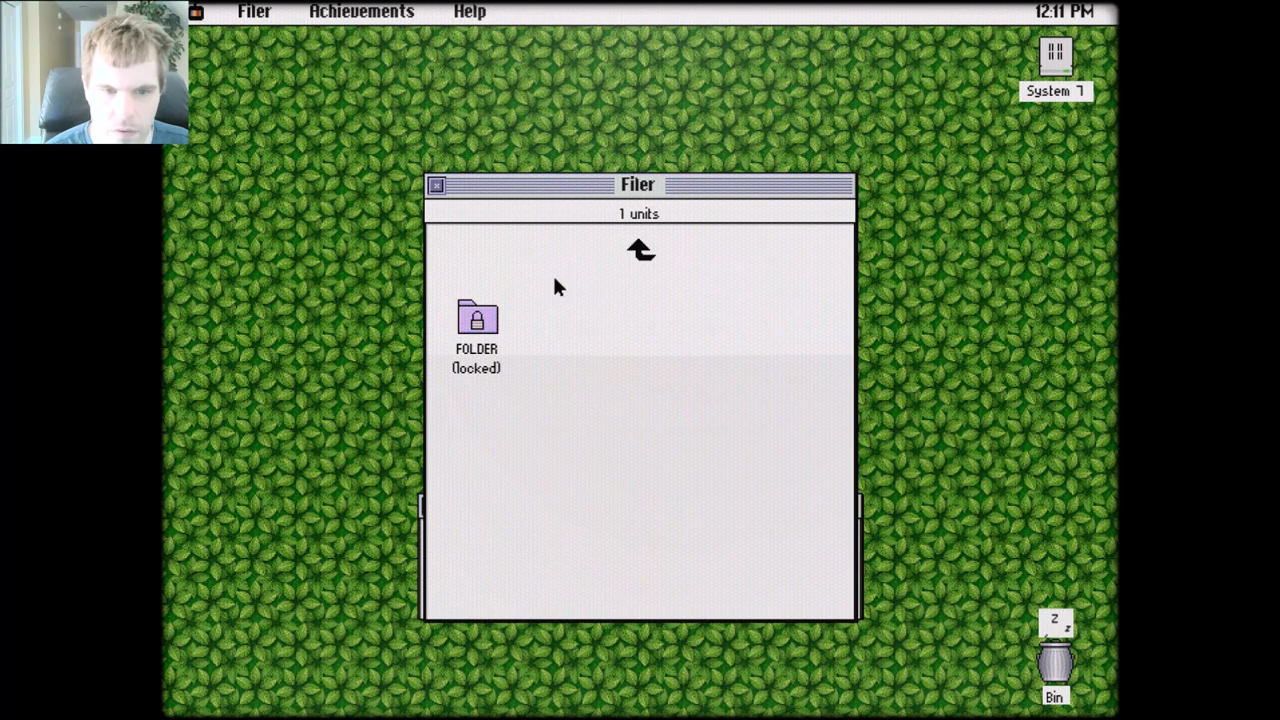 Filer Achievements Help 12:11 PM
System 7
Filer
1 units
FOLDER
(locked)
z z
Bin